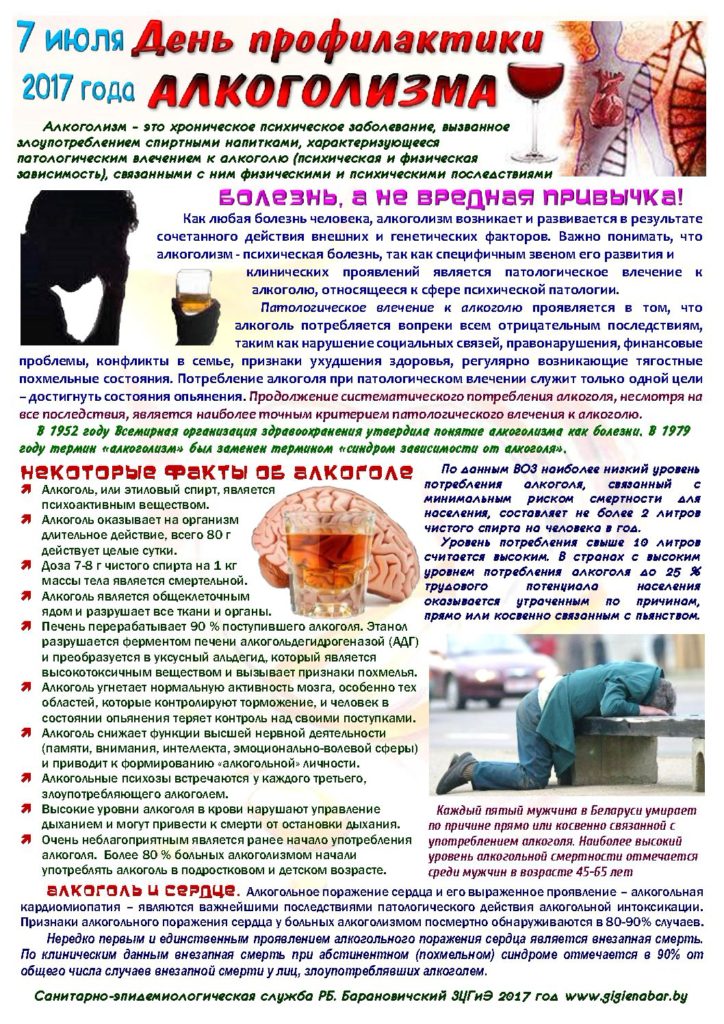 7 июля День профилактики
2017 года АЛКОГОЛИЗМА
Алкоголизм - это хроническое психическое заболевание, вызванное
злоупотреблением спиртными напитками, характеризующееся
патологическим влечением к алкоголю (психическая и физическая
зависимость), связанными с ним физическими и психическими последствиями
Болезнь, а не вредная привычка!
Как любая болезнь человека, алкоголизм возникает и развивается в результате
сочетанного действия внешних и генетических факторов. Важно понимать, что
алкоголизм - психическая болезнь, так как специфичным звеном его развития и
клинических проявлений является патологическое влечение к
алкоголю, относящееся к сфере психической патологии.
Патологическое влечение к алкоголю проявляется в том, что
алкоголь потребляется вопреки всем отрицательным последствиям,
таким как нарушение социальных связей, правонарушения, финансовые
проблемы, конфликты в семье, признаки ухудшения здоровья, регулярно возникающие тягостные
похмельные состояния. Потребление алкоголя при патологическом влечении служит только одной цели
– достигнуть состояния опьянения. Продолжение систематического потребления алкоголя, несмотря на
все последствия, является наиболее точным критерием патологического влечения к алкоголю.
В 1952 году Всемирная организация здравоохранения утвердила понятие алкоголизма как болезни. В 1979
году термин «алкоголизм» был заменен термином «синдром зависимости от алкоголя».
Некоторые факты об алкоголе
Алкоголь, или этиловый спирт, является
психоактивным веществом.
Алкоголь оказывает на организм
длительное действие, всего 80 г
действует целые сутки.
Доза 7-8 г чистого спирта на 1 кг
массы тела является смертельной.
Алкоголь является общеклеточным
ядом и разрушает все ткани и органы.
Печень перерабатывает 90 % поступившего алкоголя. Этанол
разрушается ферментом печени алкогольдегидрогеназой (АДГ)
и преобразуется в уксусный альдегид, который является
высокотоксичным веществом и вызывает признаки похмелья.
Алкоголь угнетает нормальную активность мозга, особенно тех
областей, которые контролируют торможение, и человек в
состоянии опьянения теряет контроль над своими поступками.
Алкоголь снижает функции высшей нервной деятельности
(памяти, внимания, интеллекта, эмоционально-волевой сферы)
и приводит к формированию «алкогольной» личности.
Алкогольные психозы встречаются у каждого третьего,
злоупотребляющего алкоголем.
Высокие уровни алкоголя в крови нарушают управление
дыханием и могут привести к смерти от остановки дыхания.
Очень неблагоприятным является ранее начало употребления
алкоголя. Более 80 % больных алкоголизмом начали
употреблять алкоголь в подростковом и детском возрасте.
По данным ВОЗ наиболее низкий уровень
потребления алкоголя, связанный с
минимальным риском смертности для
населения, составляет не более 2 литров
чистого спирта на человека в год.
Уровень потребления свыше 10 литров
считается высоким. В странах с высоким
уровнем потребления алкоголя до 25 %
трудового потенциала населения
оказывается утраченным по причинам,
прямо или косвенно связанным с пьянством.
Каждый пятый мужчина в Беларуси умирает
по причине прямо или косвенно связанной с
употреблением алкоголя. Наиболее высокий
уровень алкогольной смертности отмечается
среди мужчин в возрасте 45-65 лет
Алкоголь и сердце. Алкогольное поражение сердца и его выраженное проявление – алкогольная
кардиомиопатия – являются важнейшими последствиями патологического действия алкогольной интоксикации.
Признаки алкогольного поражения сердца у больных алкоголизмом посмертно обнаруживаются в 80-90% случаев.
Нередко первым и единственным проявлением алкогольного поражения сердца является внезапная смерть.
По клиническим данным внезапная смерть при абстинентном (похмельном) синдроме отмечается в 90% от
общего числа случаев внезапной смерти у лиц, злоупотреблявших алкоголем.
Санитарно-эпидемиологическая служба РБ. Барановичский ЗЦГиЭ 2017 год www.gigienabar.by